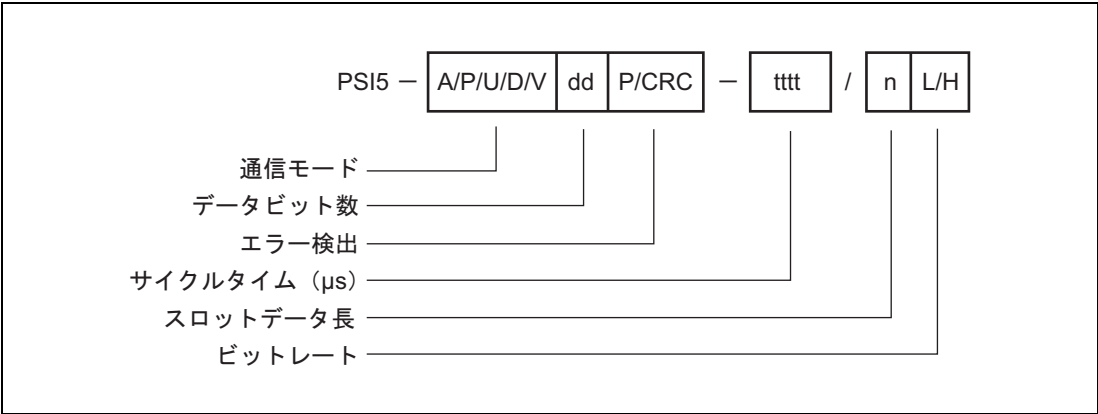 PSI5 － A/P/U/D/V dd P/CRC － tttt / n L/H
通信モード
データビット数
エラー検出
サイクルタイム（µs）
スロットデータ長
ビットレート